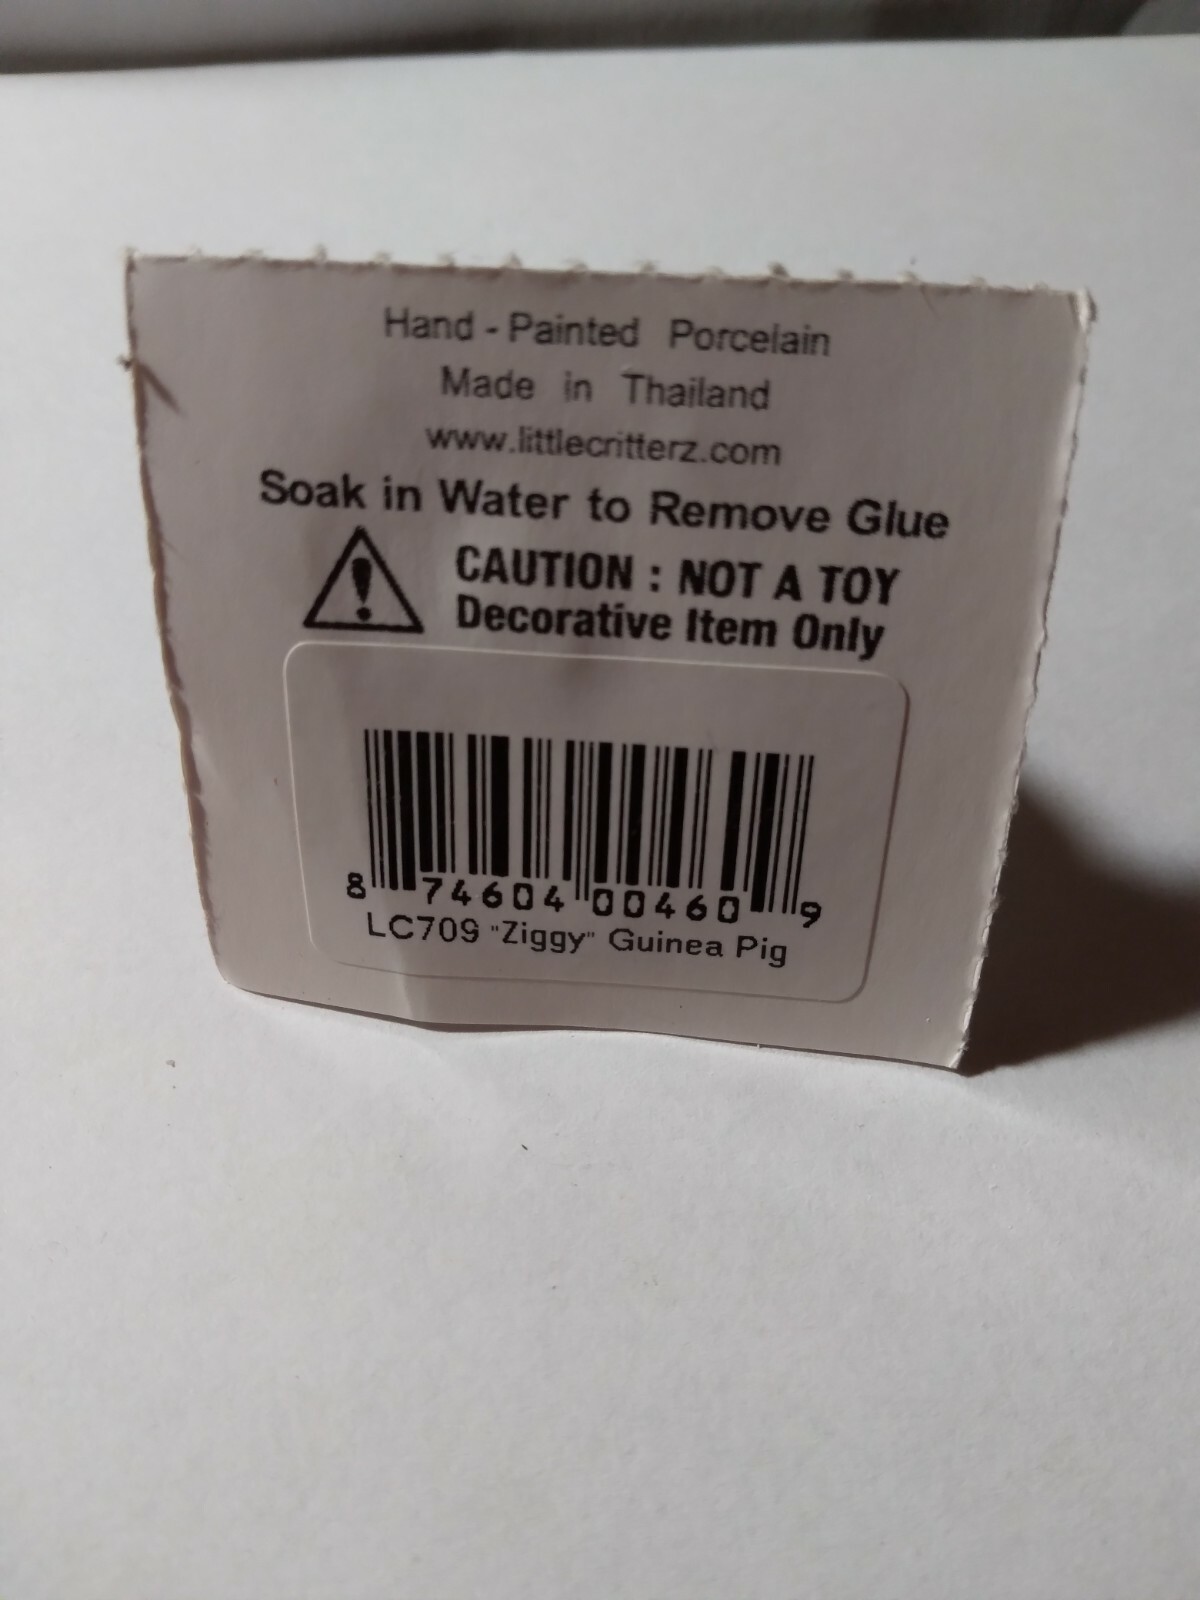 Hand - Painted Porcelain
Made in Thailand
www.littlecritterz.com
Soak in Water to Remove Glue
CAUTION : NOT A TOY
Decorative Item Only
8 74604 00460 9
LC709 "Ziggy" Guinea Pig